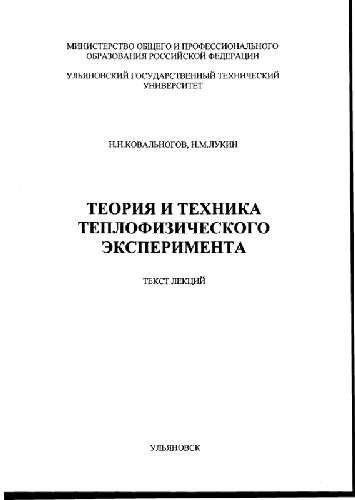 МИНИСТЕРСТВО ОБЩЕГО И ПРОФЕССИОНАЛЬНОГО
ОБРАЗОВАНИЯ РОССИЙСКОЙ ФЕДЕРАЦИИ
УЛЬЯНОВСКИЙ ГОСУДАРСТВЕННЫЙ ТЕХНИЧЕСКИЙ
УНИВЕРСИТЕТ
Н.Н.КОВАЛЬНОГОВ, Н.М.ЛУКИН
ТЕОРИЯ И ТЕХНИКА
ТЕПЛОФИЗИЧЕСКОГО
ЭКСПЕРИМЕНТА
ТЕКСТ ЛЕКЦИЙ
УЛЬЯНОВСК